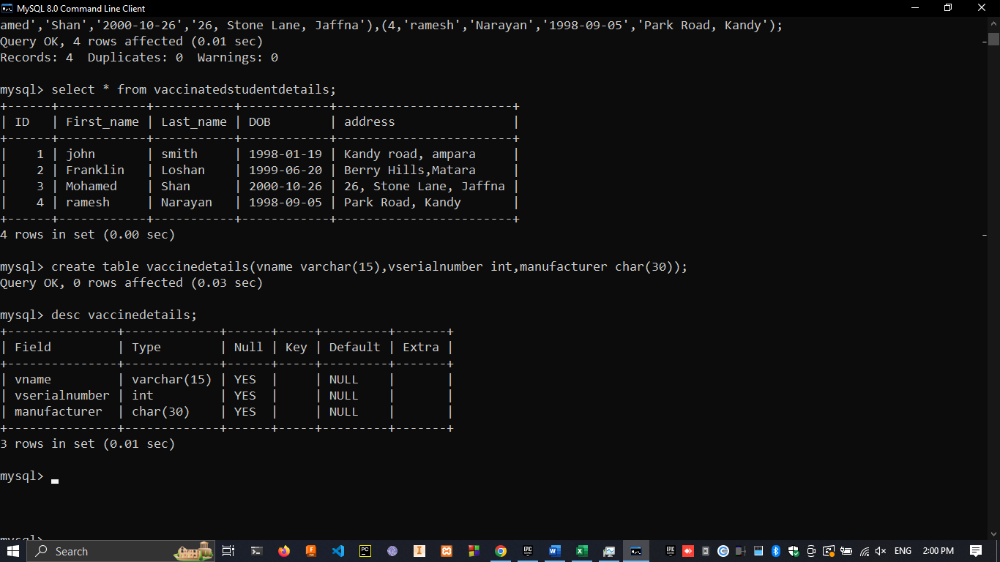 MySQL 8.0 Command Line Client
amed','Shan','2000-10-26','26, Stone Lane, Jaffna'),(4,'ramesh','Narayan','1998-09-05','Park Road, Kandy');
Query OK, 4 rows affected (0.01 sec)
Records: 4  Duplicates: 0  Warnings: 0
mysql> select * from vaccinatedstudentdetails;
+------+------------+-----------+------------+------------------------+
| ID   | First_name | Last_name | DOB        | address                |
+------+------------+-----------+------------+------------------------+
|    1 | john       | smith     | 1998-01-19 | Kandy road, ampara     |
|    2 | Franklin   | Loshan    | 1999-06-20 | Berry Hills,Matara     |
|    3 | Mohamed    | Shan      | 2000-10-26 | 26, Stone Lane, Jaffna |
|    4 | ramesh     | Narayan   | 1998-09-05 | Park Road, Kandy       |
+------+------------+-----------+------------+------------------------+
4 rows in set (0.00 sec)
mysql> create table vaccinedetails(vname varchar(15),vserialnumber int,manufacturer char(30));
Query OK, 0 rows affected (0.03 sec)
mysql> desc vaccinedetails;
+---------------+-------------+------+-----+---------+-------+
| Field         | Type        | Null | Key | Default | Extra |
+---------------+-------------+------+-----+---------+-------+
| vname         | varchar(15) | YES  |     | NULL    |       |
| vserialnumber | int         | YES  |     | NULL    |       |
| manufacturer  | char(30)    | YES  |     | NULL    |       |
+---------------+-------------+------+-----+---------+-------+
3 rows in set (0.01 sec)
mysql>
mysql>
Search
ENG
2:00 PM